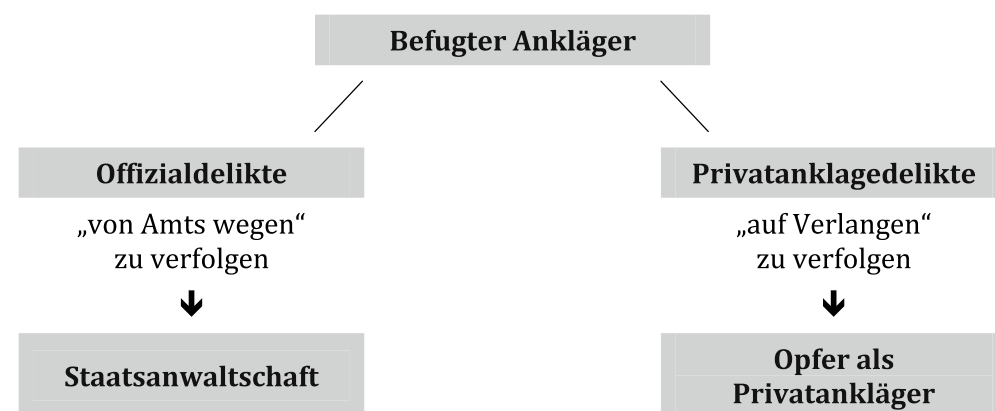 Befugter Ankläger
Offizialdelikte
„von Amts wegen“
zu verfolgen
Staatsanwaltschaft
Privatanklagedelikte
„auf Verlangen“
zu verfolgen
Opfer als
Privatankläger